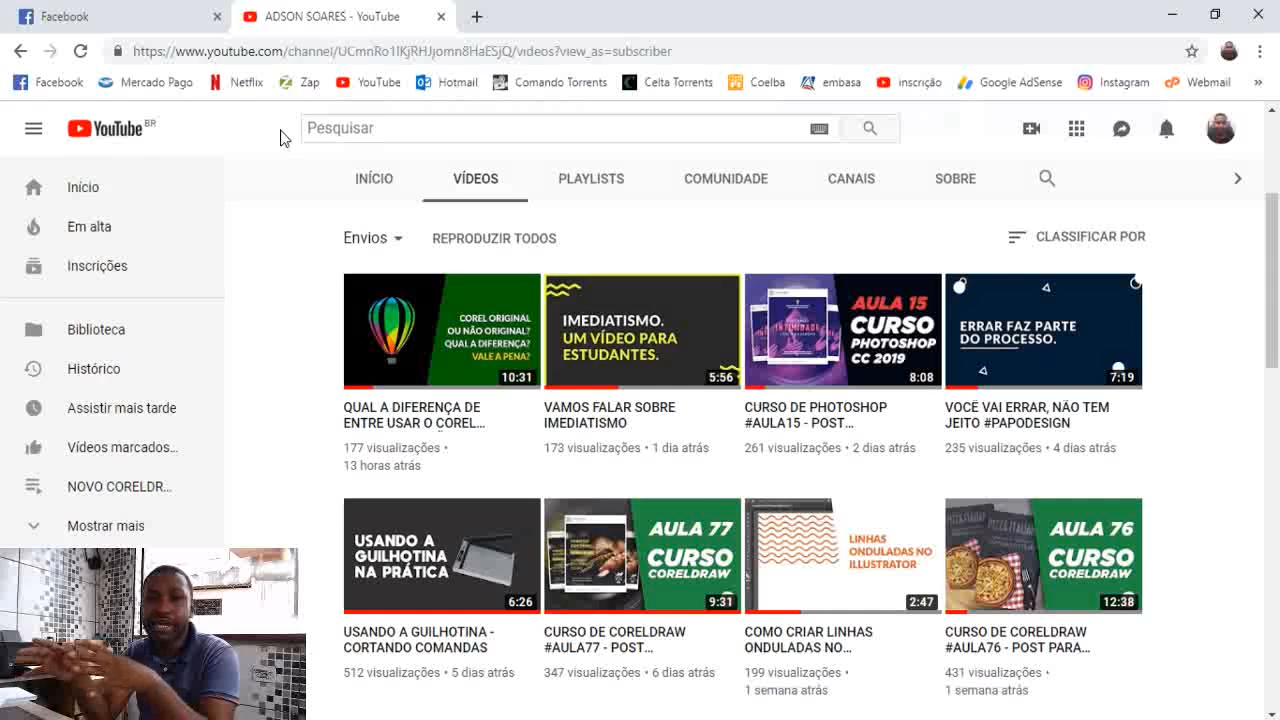 Facebook
ADSON SOARES - YouTube
https://www.youtube.com/channel/UCmnRo1IKjRHJjomn8HaESjQ/videos?view_as=subscriber
Facebook Mercado Pago Netflix Zap YouTube Hotmail Comando Torrents Celta Torrents Coelba embasa inscrição Google AdSense Instagram Webmail »
YouTube BR
Pesquisar
INÍCIO VÍDEOS PLAYLISTS COMUNIDADE CANAIS SOBRE
Início
Em alta
Inscrições
Biblioteca
Histórico
Assistir mais tarde
Vídeos marcados...
NOVO CORELDR...
Mostrar mais
Envios REPRODUZIR TODOS CLASSIFICAR POR
COREL ORIGINAL
OU NÃO ORIGINAL?
QUAL A DIFERENÇA?
VALE A PENA?
10:31
QUAL A DIFERENÇA DE
ENTRE USAR O COREL...
177 visualizações •
13 horas atrás
IMEDIATISMO.
UM VÍDEO PARA
ESTUDANTES.
5:56
VAMOS FALAR SOBRE
IMEDIATISMO
173 visualizações • 1 dia atrás
INTIMIDADE
AULA 15
CURSO
PHOTOSHOP
CC 2019
8:08
CURSO DE PHOTOSHOP
#AULA15 - POST...
261 visualizações • 2 dias atrás
ERRAR FAZ PARTE
DO PROCESSO.
7:19
VOCÊ VAI ERRAR, NÃO TEM
JEITO #PAPODESIGN
235 visualizações • 4 dias atrás
USANDO A
GUILHOTINA
NA PRÁTICA
6:26
USANDO A GUILHOTINA -
CORTANDO COMANDAS
512 visualizações • 5 dias atrás
AULA 77
CURSO
CORELDRAW
9:31
CURSO DE CORELDRAW
#AULA77 - POST...
347 visualizações • 6 dias atrás
LINHAS
ONDULADAS NO
ILLUSTRATOR
2:47
COMO CRIAR LINHAS
ONDULADAS NO...
199 visualizações •
1 semana atrás
AULA 76
CURSO
CORELDRAW
12:38
CURSO DE CORELDRAW
#AULA76 - POST PARA...
431 visualizações •
1 semana atrás